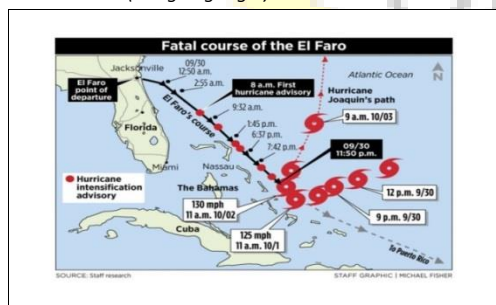 Fatal course of the El Faro
Jacksonville
09/30
12:50 a.m.
2:55 a.m.
El Faro
point of
departure
8 a.m. First
hurricane advisory
Atlantic Ocean
N
Hurricane
Joaquin's path
9 a.m. 10/03
El Faro's course
9:32 a.m.
1:45 p.m.
6:37 p.m.
7:42 p.m.
09/30
11:50 p.m.
Florida
Miami
Nassau
The Bahamas
Hurricane
intensification
advisory
130 mph
11 a.m. 10/02
12 p.m. 9/30
9 p.m. 9/30
Cuba
125 mph
11 a.m. 10/1
To Puerto Rico
SOURCE: Staff research
STAFF GRAPHIC | MICHAEL FISHER